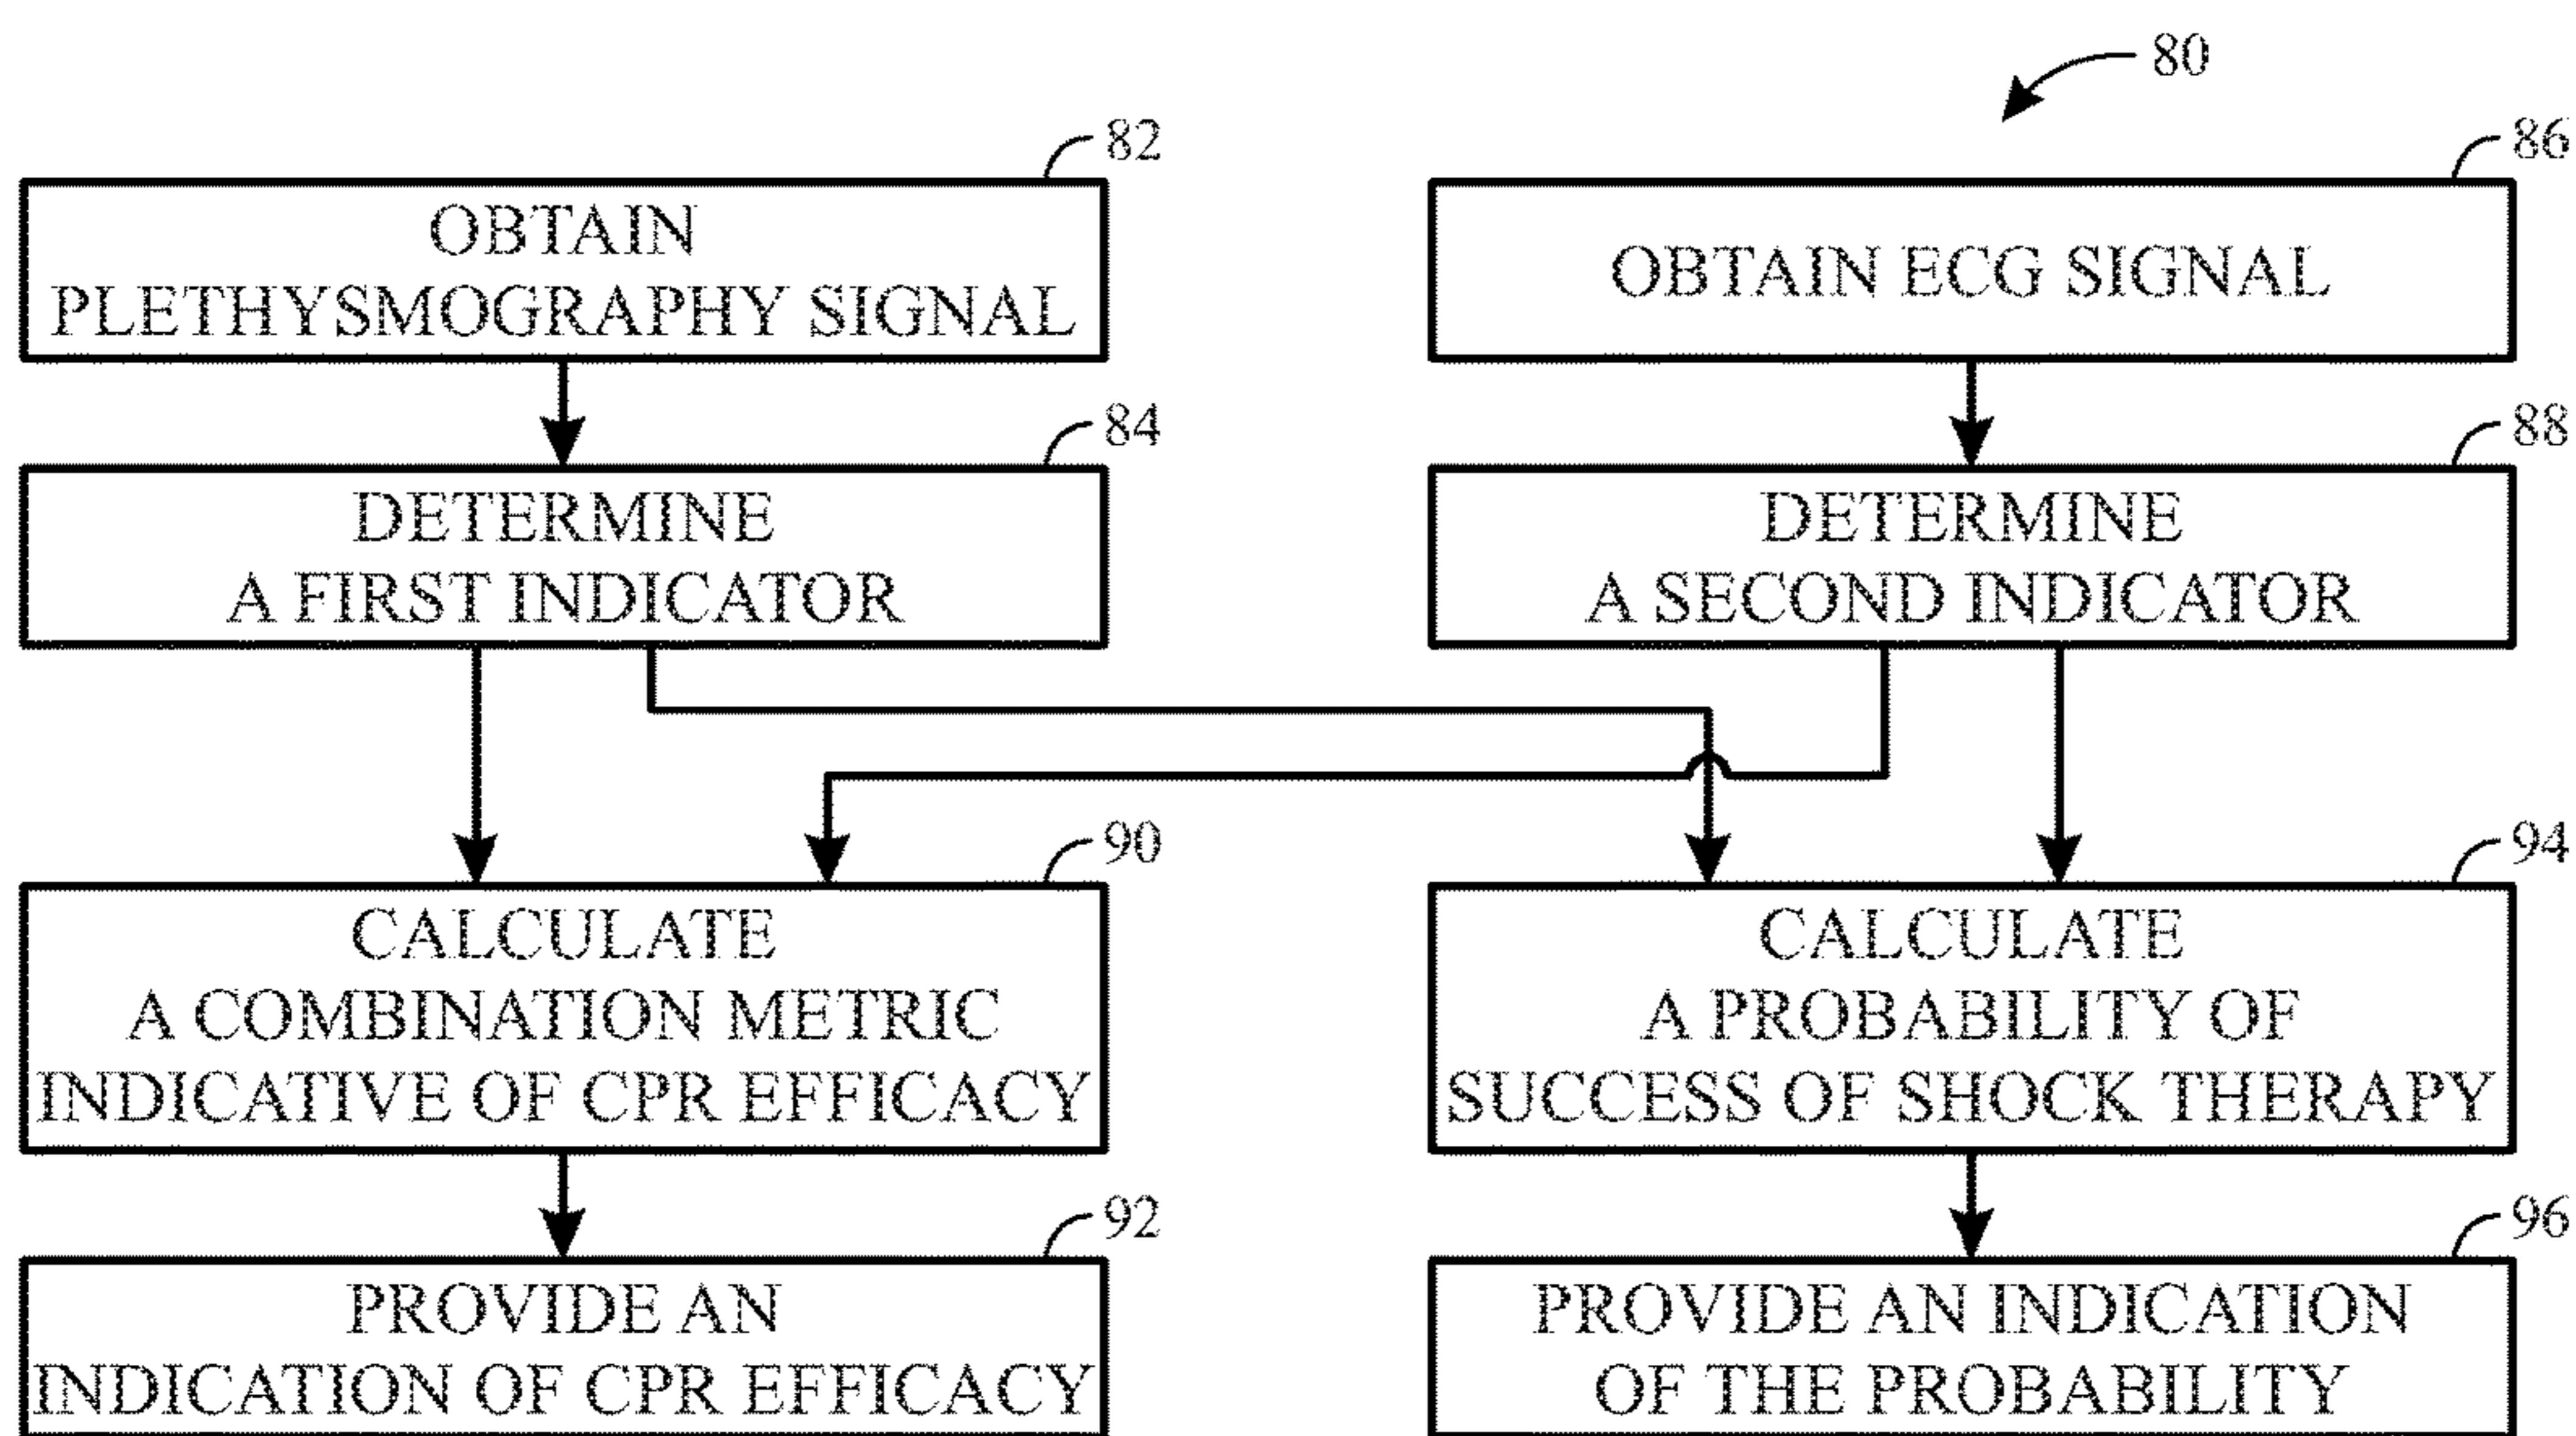 80
82
OBTAIN
PLETHYSMOGRAPHY SIGNAL
86
OBTAIN ECG SIGNAL
84
DETERMINE
A FIRST INDICATOR
88
DETERMINE
A SECOND INDICATOR
90
CALCULATE
A COMBINATION METRIC
INDICATIVE OF CPR EFFICACY
94
CALCULATE
A PROBABILITY OF
SUCCESS OF SHOCK THERAPY
92
PROVIDE AN
INDICATION OF CPR EFFICACY
96
PROVIDE AN INDICATION
OF THE PROBABILITY